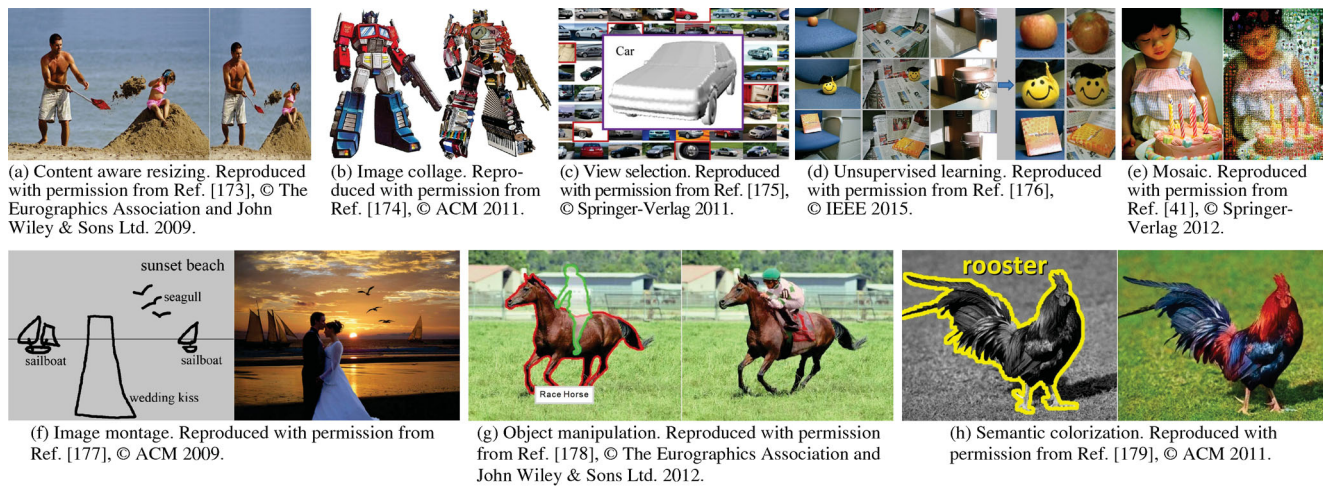 Car
(a) Content aware resizing. Reproduced
with permission from Ref. [173], © The
Eurographics Association and John
Wiley & Sons Ltd. 2009.
(b) Image collage. Repro-
duced with permission from
Ref. [174], © ACM 2011.
(c) View selection. Reproduced
with permission from Ref. [175],
© Springer-Verlag 2011.
(d) Unsupervised learning. Reproduced
with permission from Ref. [176],
© IEEE 2015.
(e) Mosaic. Reproduced
with permission from
Ref. [41], © Springer-
Verlag 2012.
sunset beach
seagull
sailboat
sailboat
wedding kiss
Race Horse
rooster
(f) Image montage. Reproduced with permission from
Ref. [177], © ACM 2009.
(g) Object manipulation. Reproduced with permission
from Ref. [178], © The Eurographics Association and
John Wiley & Sons Ltd. 2012.
(h) Semantic colorization. Reproduced with
permission from Ref. [179], © ACM 2011.